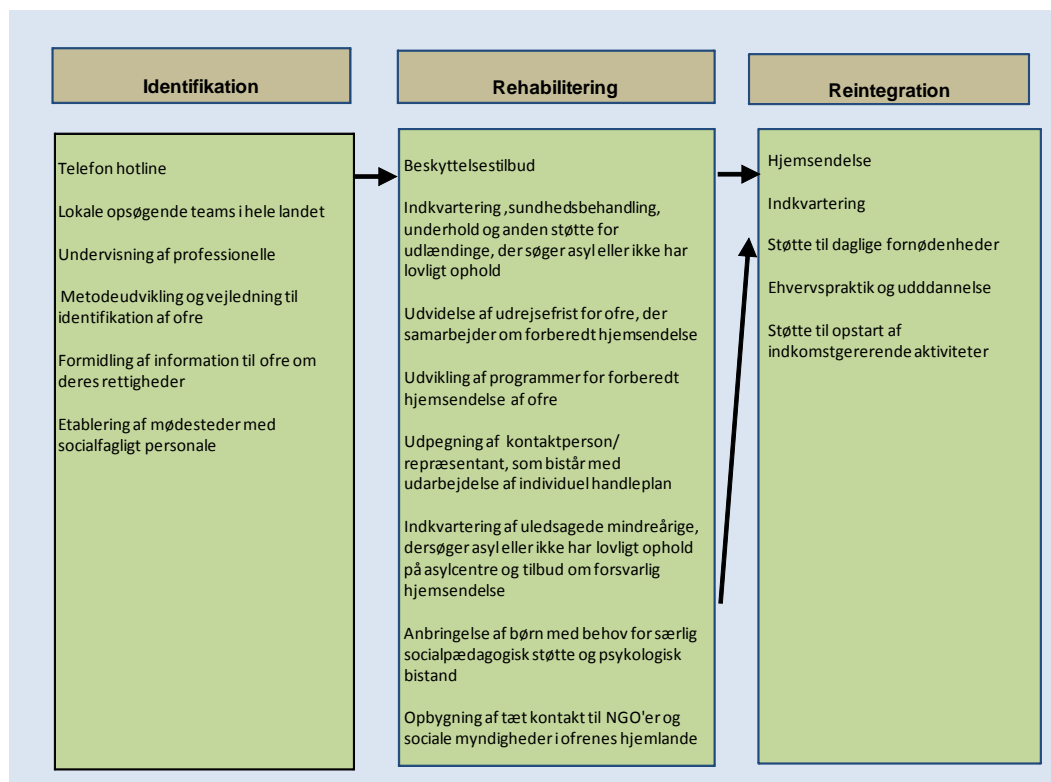 Identifikation
Telefon hotline
Lokale opsøgende teams i hele landet
Undervisning af professionelle
Metodeudvikling og vejledning til
identifikation af ofre
Formidling af information til ofre om
deres rettigheder
Etablering af mødesteder med
socialfagligt personale
Rehabilitering
Beskyttelsestilbud
Indkvartering ,sundhedsbehandling,
underhold og anden støtte for
udlændinge, der søger asyl eller ikke har
lovligt ophold
Udvidelse af udrejsefrist for ofre, der
samarbejder om forberedt hjemsendelse
Udvikling af programmer for forberedt
hjemsendelse af ofre
Udpegning af kontaktperson/
repræsentant, som bistår med
udarbejdelse af individuel handleplan
Indkvartering af uledsagede mindreårige,
dersøger asyl eller ikke har lovligt ophold
på asylcentre og tilbud om forsvarlig
hjemsendelse
Anbringelse af børn med behov for særlig
socialpædagogisk støtte og psykologisk
bistand
Opbygning af tæt kontakt til NGO'er og
sociale myndigheder i ofrenes hjemlande
Reintegration
Hjemsendelse
Indkvartering
Støtte til daglige fornødenheder
Ehvervspraktik og udddannelse
Støtte til opstart af
indkomstgererende aktiviteter